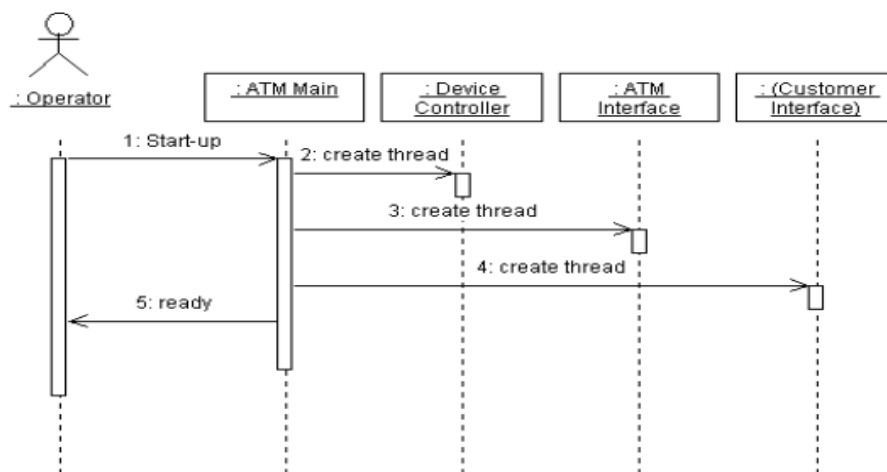 : Operator
: ATM Main
: Device
Controller
: ATM
Interface
: (Customer
Interface)
1: Start-up
2: create thread
3: create thread
4: create thread
5: ready